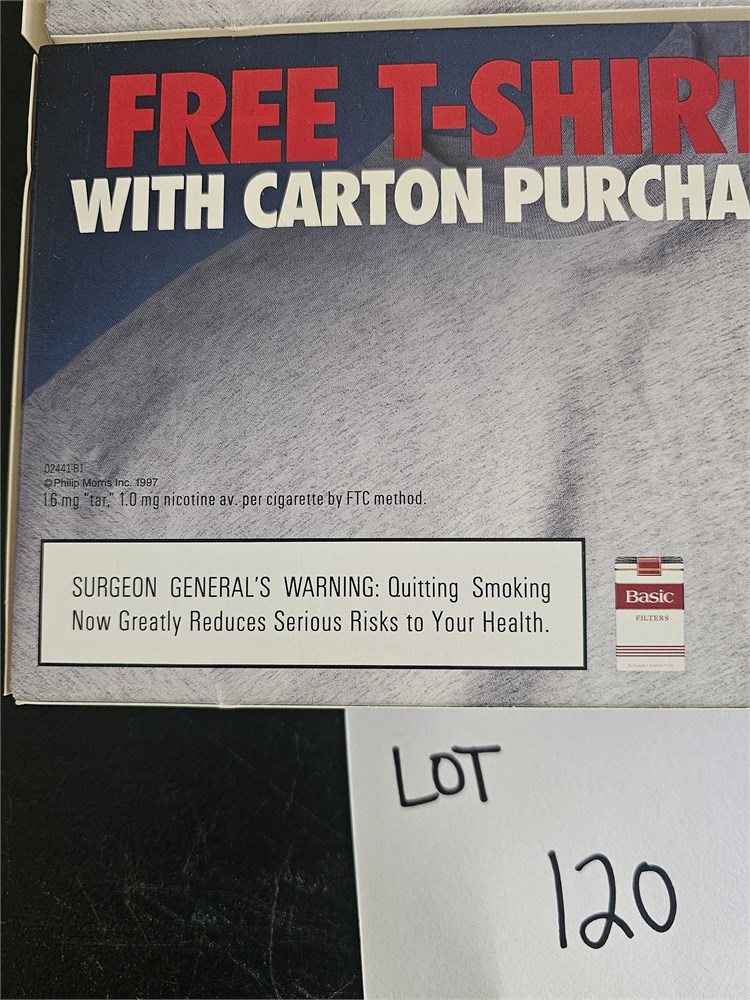 FREE T-SHIRT
WITH CARTON PURCHA
02441-B1
©Philip Morris Inc. 1997
16 mg "tar," 1.0 mg nicotine av. per cigarette by FTC method.
SURGEON GENERAL'S WARNING: Quitting Smoking
Now Greatly Reduces Serious Risks to Your Health.
Basic
FILTERS
LOT
120